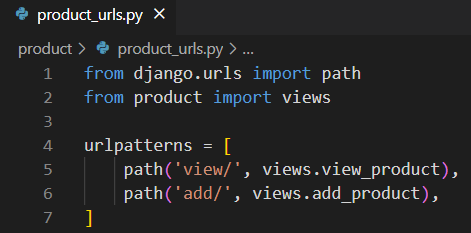 product_urls.py ×
product > product_urls.py > ...
1 from django.urls import path
2 from product import views
3
4 urlpatterns = [
5     path('view/', views.view_product),
6     path('add/', views.add_product),
7 ]